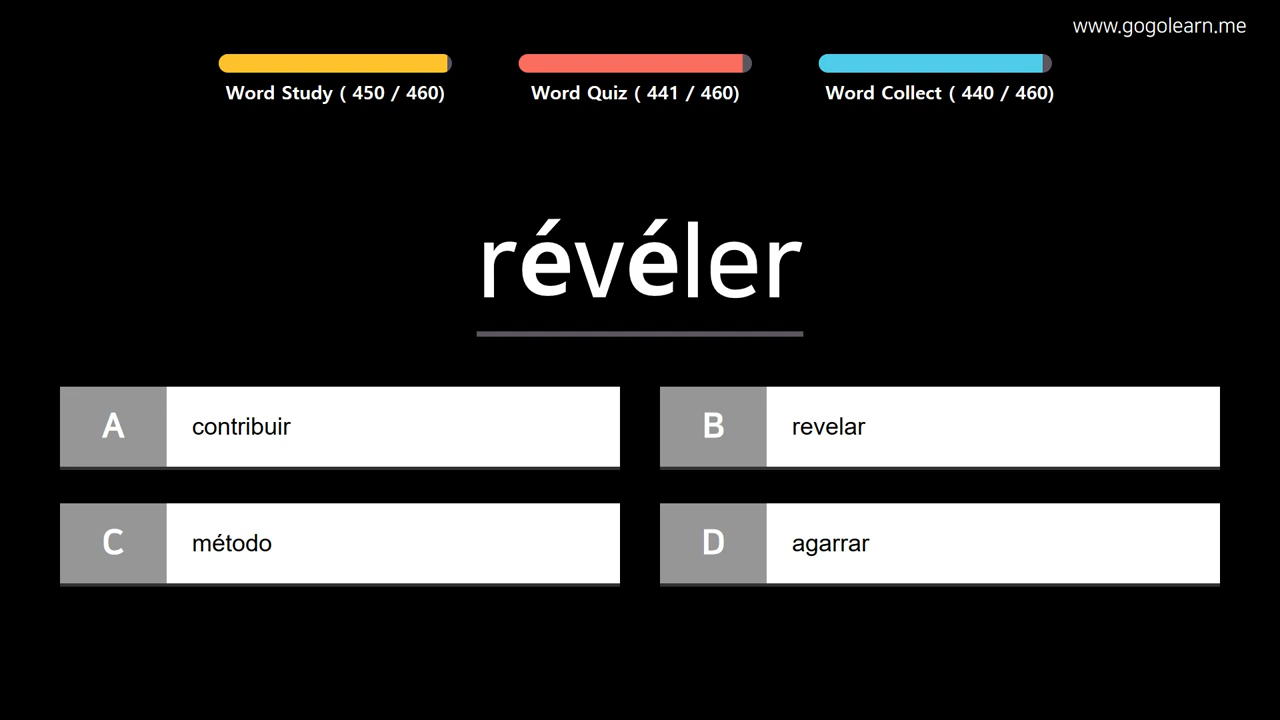 www.gogolearn.me
Word Study ( 450 / 460)
Word Quiz ( 441 / 460)
Word Collect ( 440 / 460)
révéler
A contribuir
B revelar
C método
D agarrar